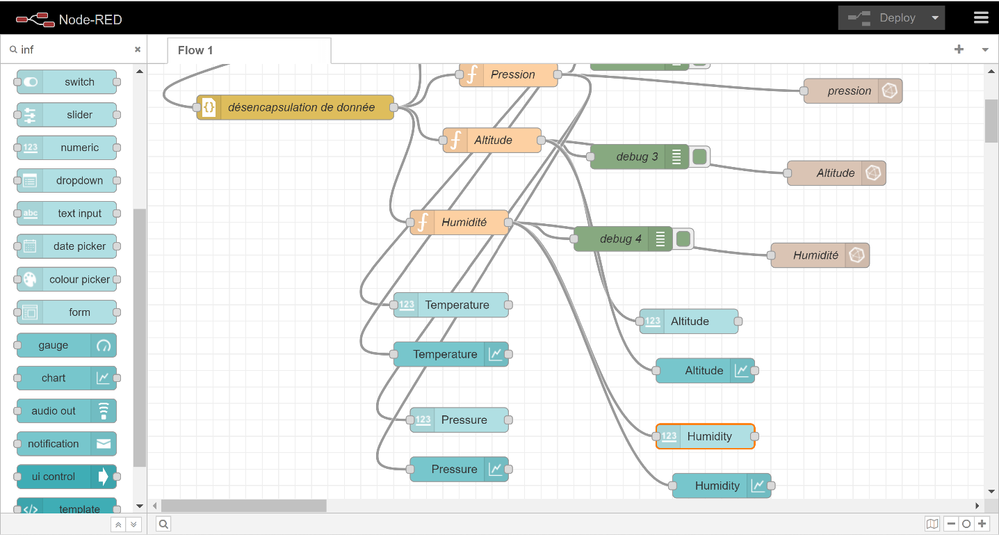 Node-RED
Deploy
inf
Flow 1
switch
slider
123 numeric
dropdown
abc text input
date picker
colour picker
form
gauge
chart
audio out
notification
ui control
</> template
Pression
pression
{} désencapsulation de donnée
f Altitude
debug 3
Altitude
f Humidité
debug 4
Humidité
123 Temperature
123 Altitude
Temperature
Altitude
123 Pressure
123 Humidity
Pressure
Humidity